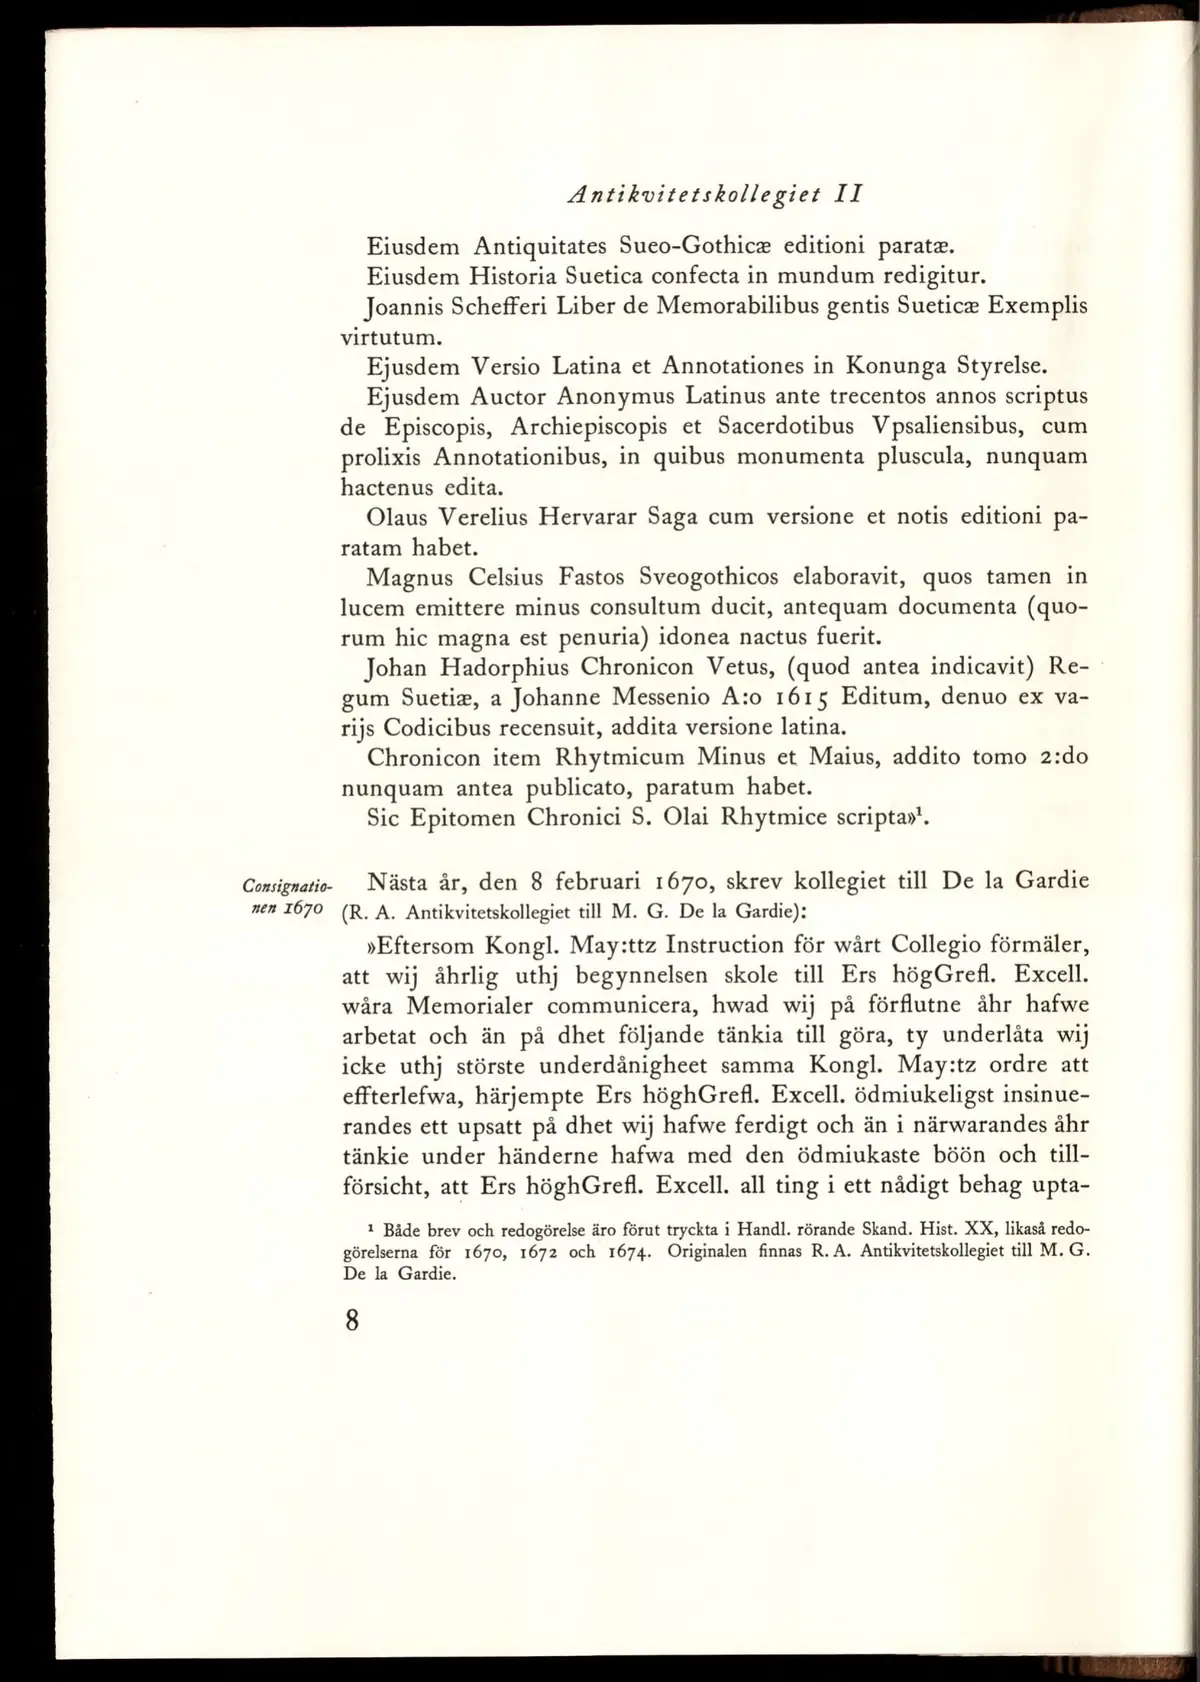 Antikvitetskollegiet II
Eiusdem Antiquitates Sueo-Gothicæ editioni paratæ.
Eiusdem Historia Suetica confecta in mundum redigitur.
Joannis Schefferi Liber de Memorabilibus gentis Sueticæ Exemplis
virtutum.
Ejusdem Versio Latina et Annotationes in Konunga Styrelse.
Ejusdem Auctor Anonymus Latinus ante trecentos annos scriptus
de Episcopis, Archiepiscopis et Sacerdotibus Vpsaliensibus, cum
prolixis Annotationibus, in quibus monumenta pluscula, nunquam
hactenus edita.
Olaus Verelius Hervarar Saga cum versione et notis editioni pa-
ratam habet.
Magnus Celsius Fastos Sveogothicos elaboravit, quos tamen in
lucem emittere minus consultum ducit, antequam documenta (quo-
rum hic magna est penuria) idonea nactus fuerit.
Johan Hadorphius Chronicon Vetus, (quod antea indicavit) Re-
gum Suetiæ, a Johanne Messenio A:o 1615 Editum, denuo ex va-
rijs Codicibus recensuit, addita versione latina.
Chronicon item Rhytmicum Minus et Maius, addito tomo 2:do
nunquam antea publicato, paratum habet.
Sic Epitomen Chronici S. Olai Rhytmice scripta»¹.
Consignatio-
nen 1670
Nästa år, den 8 februari 1670, skrev kollegiet till De la Gardie
(R. A. Antikvitetskollegiet till M. G. De la Gardie):
»Eftersom Kongl. May:ttz Instruction för wårt Collegio förmäler,
att wij åhrlig uthj begynnelsen skole till Ers högGrefl. Excell.
wåra Memorialer communicera, hwad wij på förflutne åhr hafwe
arbetat och än på dhet följande tänkia till göra, ty underlåta wij
icke uthj störste underdånigheet samma Kongl. May:tz ordre att
effterlefwa, härjempte Ers höghGrefl. Excell. ödmiukeligst insinue-
randes ett upsatt på dhet wij hafwe ferdigt och än i närwarandes åhr
tänkie under händerne hafwa med den ödmiukaste böön och till-
försicht, att Ers höghGrefl. Excell. all ting i ett nådigt behag upta-
¹ Både brev och redogörelse äro förut tryckta i Handl. rörande Skand. Hist. XX, likaså redo-
görelserna för 1670, 1672 och 1674. Originalen finnas R. A. Antikvitetskollegiet till M. G.
De la Gardie.
8